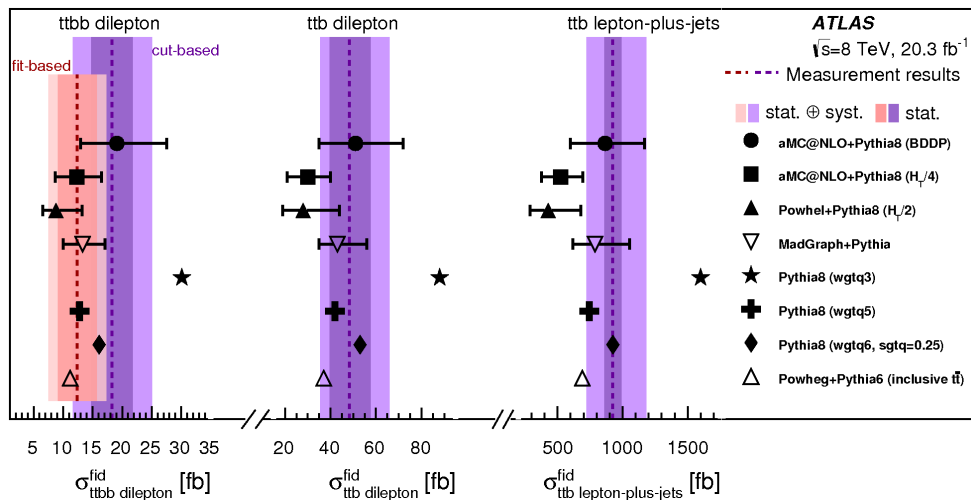 ttbb dilepton
ttb dilepton
ttb lepton-plus-jets
cut-based
fit-based
ATLAS
√s=8 TeV, 20.3 fb⁻¹
Measurement results
stat. ⊕ syst.
stat.
aMC@NLO+Pythia8 (BDDP)
aMC@NLO+Pythia8 (H_T/4)
Powhel+Pythia8 (H_T/2)
MadGraph+Pythia
Pythia8 (wgtq3)
Pythia8 (wgtq5)
Pythia8 (wgtq6, sgtq=0.25)
Powheg+Pythia6 (inclusive tt̄)
5 10 15 20 25 30 35
20 40 60 80
500 1000 1500
σ^fid_ttbb dilepton [fb]
σ^fid_ttb dilepton [fb]
σ^fid_ttb lepton-plus-jets [fb]